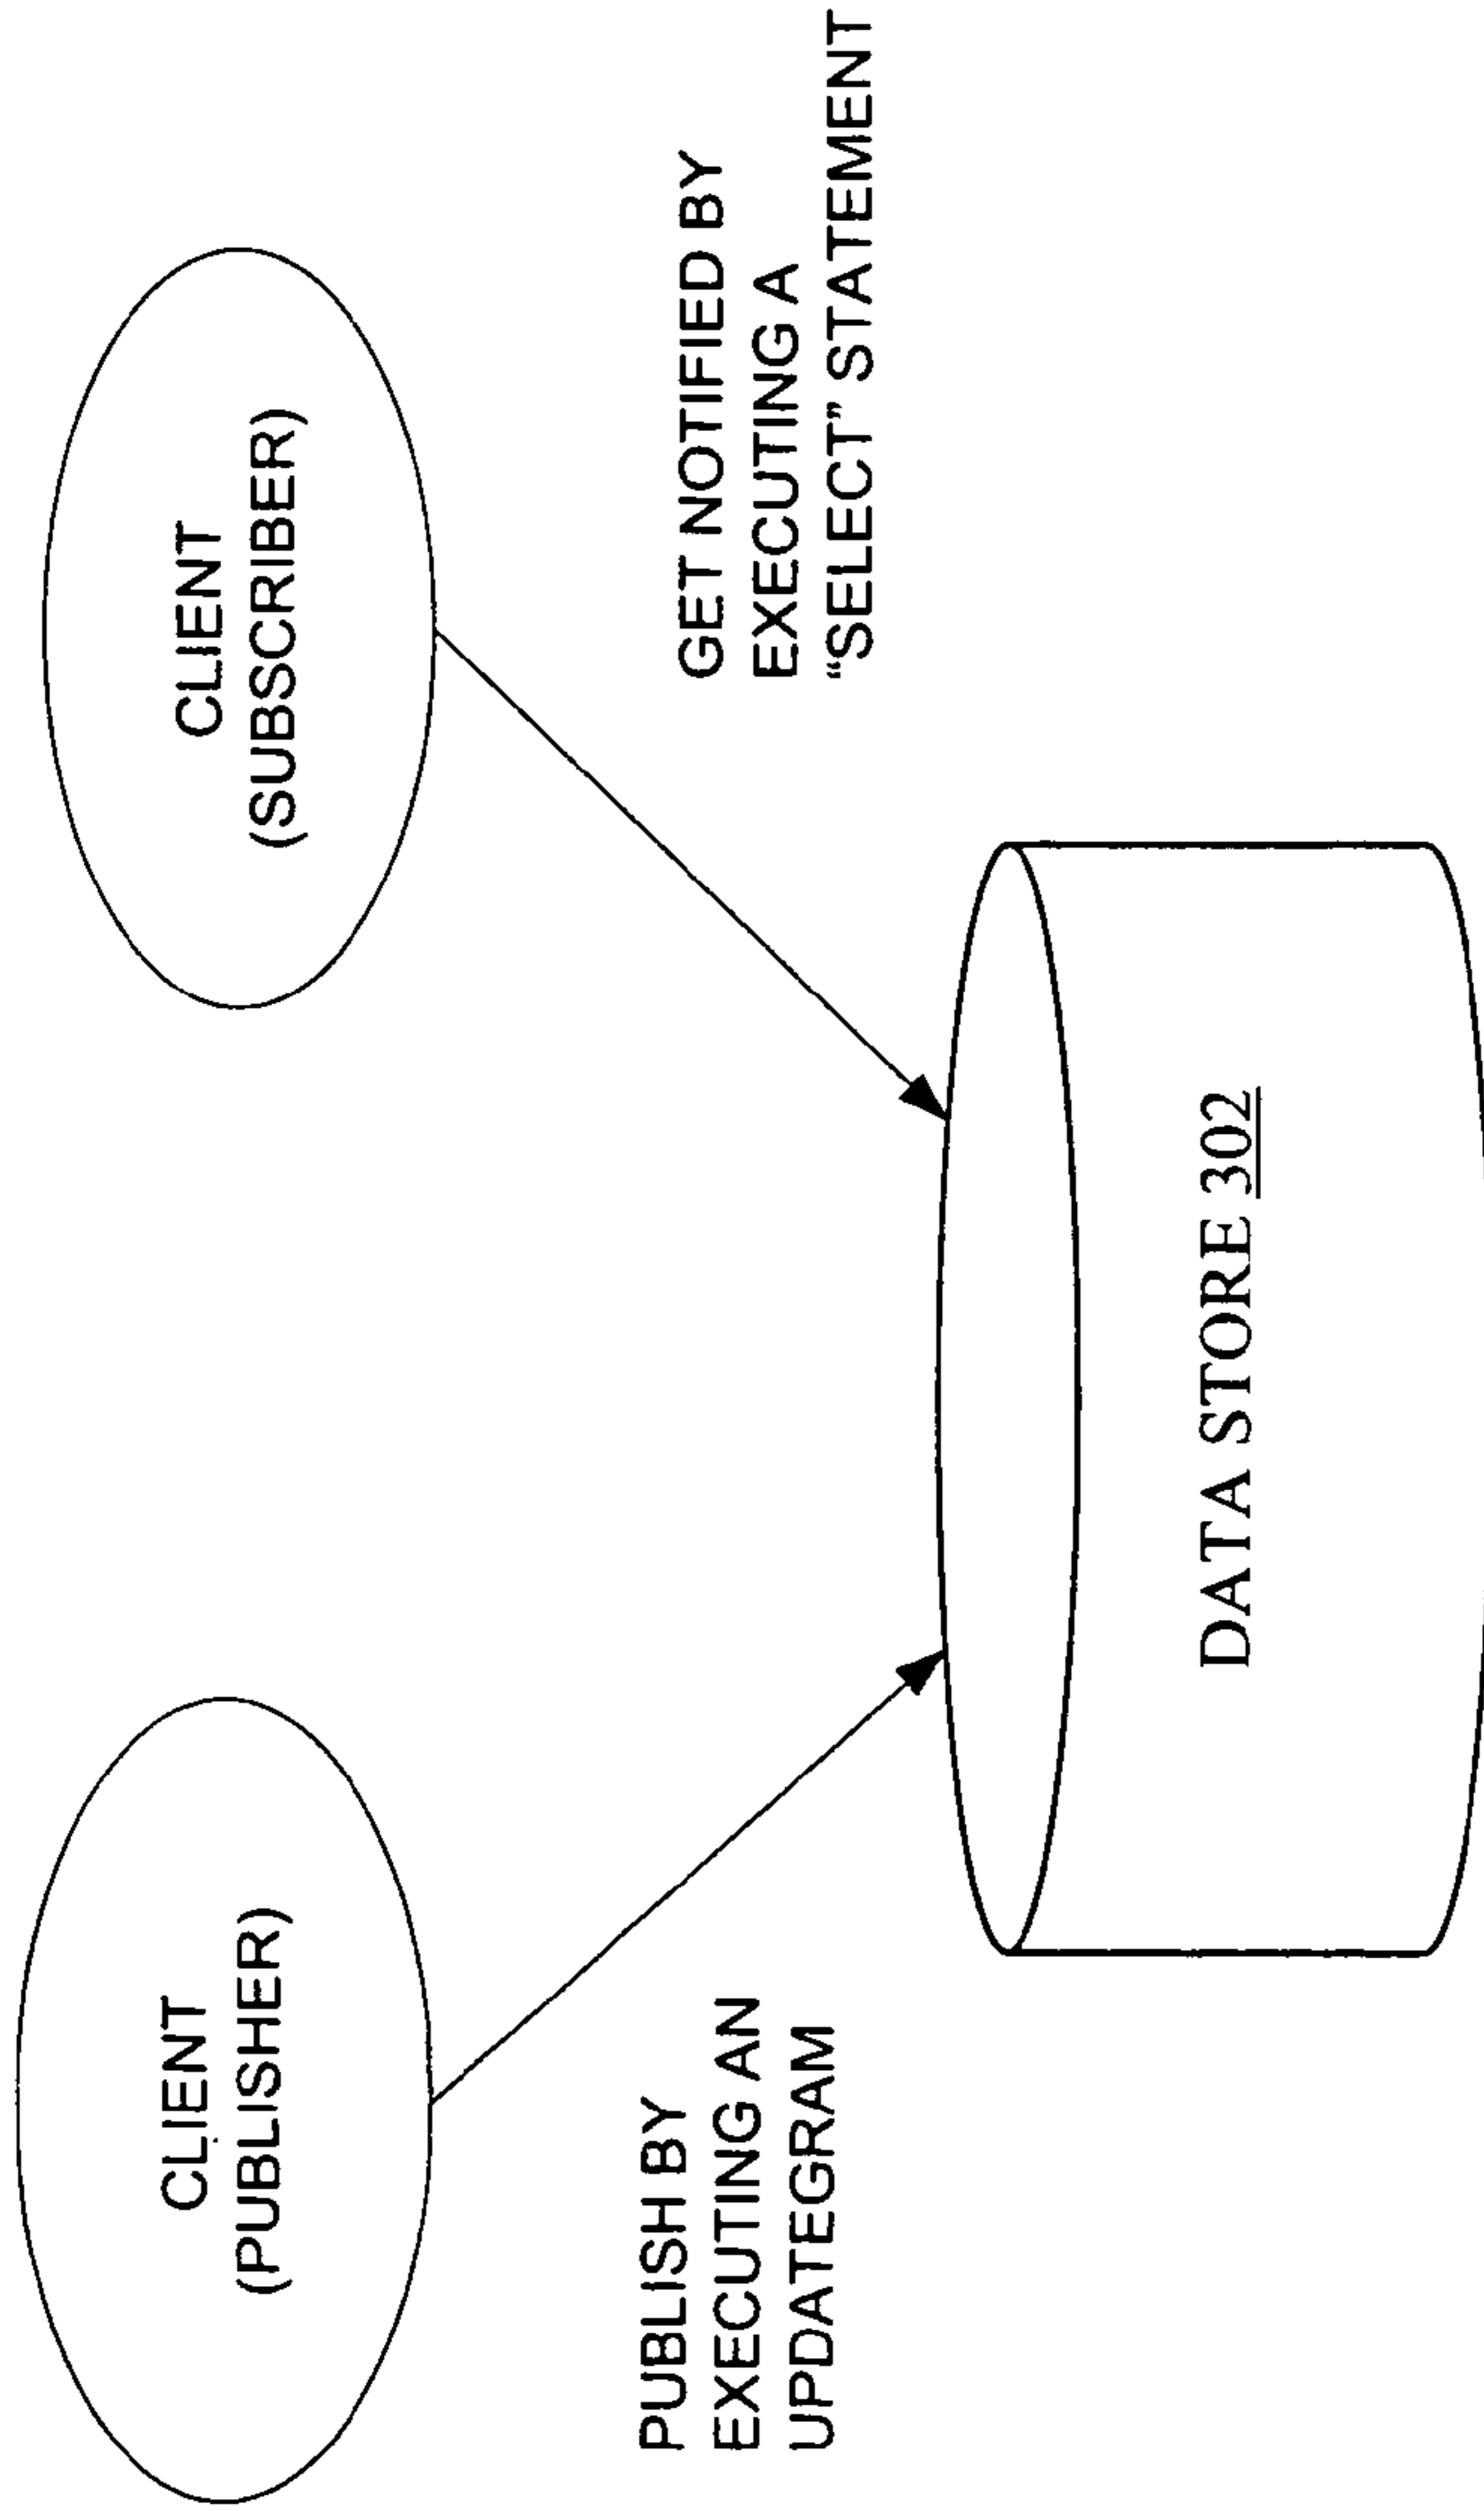 CLIENT
(PUBLISHER)
CLIENT
(SUBSCRIBER)
PUBLISH BY
EXECUTING AN
UPDATEGRAM
GET NOTIFIED BY
EXECUTING A
“SELECT” STATEMENT
DATA STORE 302